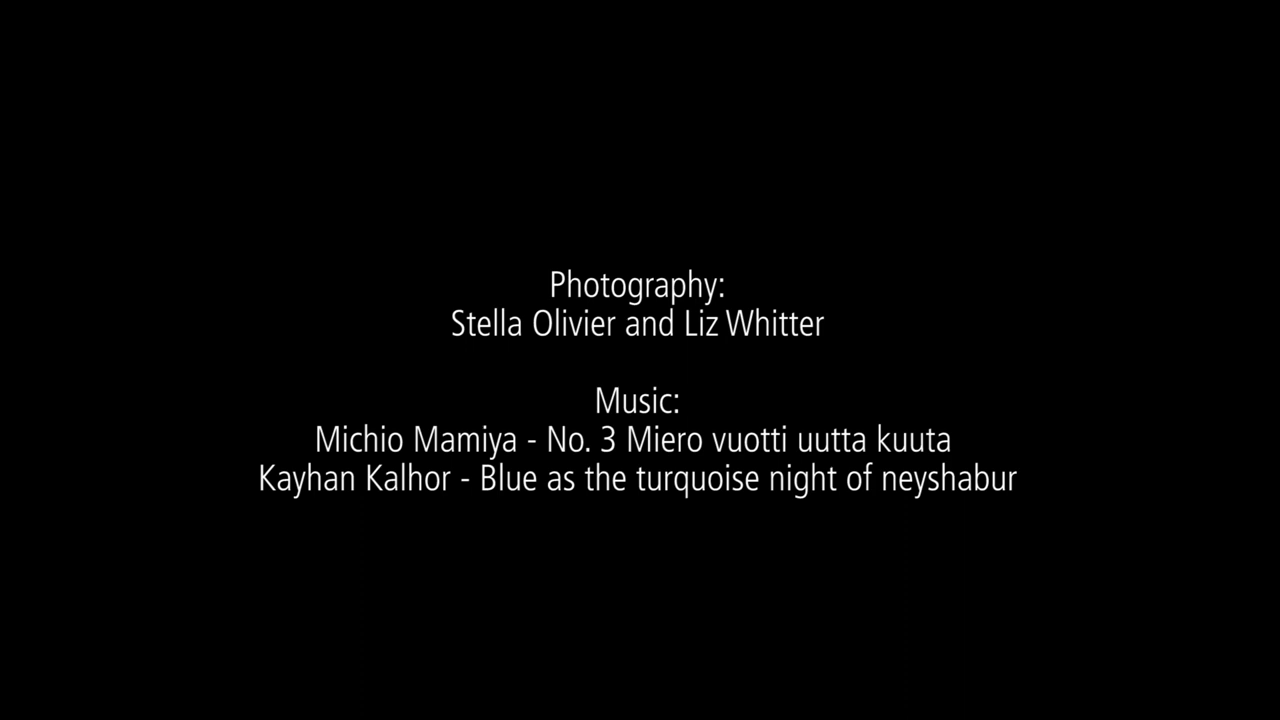 Photography:
Stella Olivier and Liz Whitter
Music:
Michio Mamiya - No. 3 Miero vuotti uutta kuuta
Kayhan Kalhor - Blue as the turquoise night of neyshabur